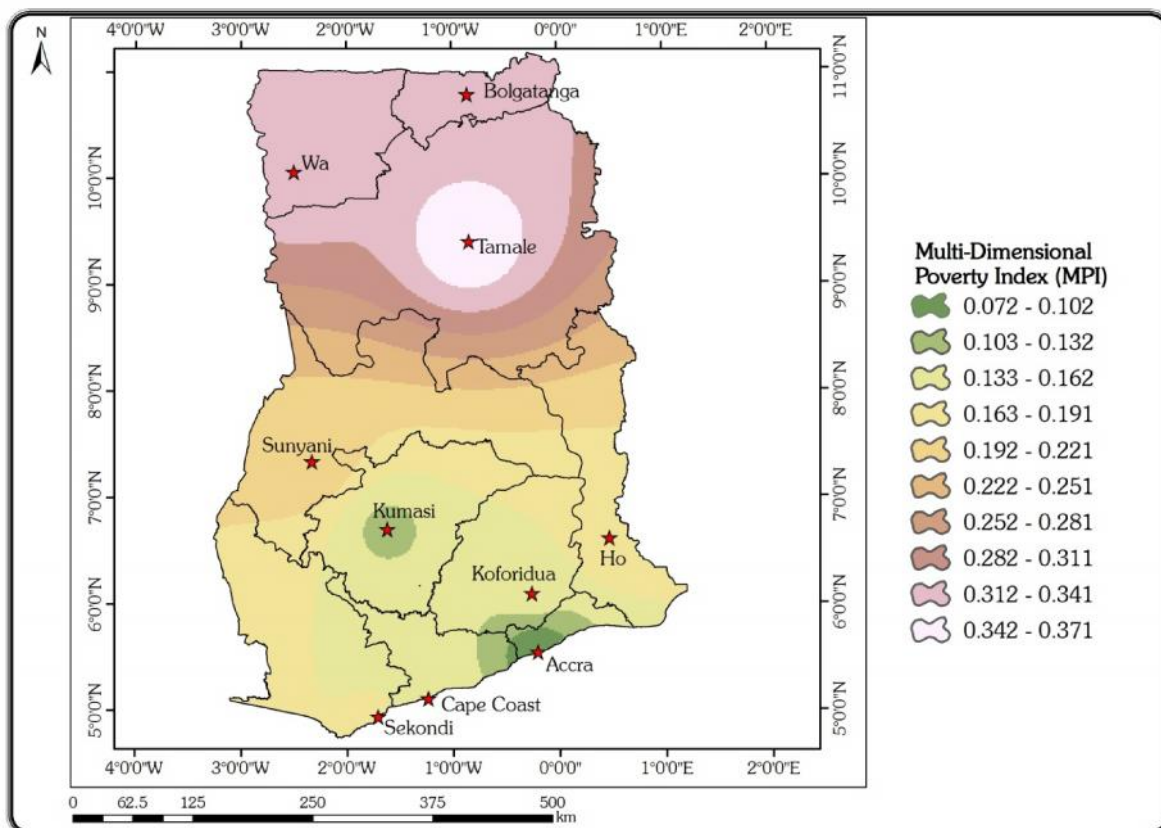 N
4°0'0"W 3°0'0"W 2°0'0"W 1°0'0"W 0°0'0" 1°0'0"E 2°0'0"E
11°0'0"N
10°0'0"N 10°0'0"N
9°0'0"N 9°0'0"N
8°0'0"N 8°0'0"N
7°0'0"N 7°0'0"N
6°0'0"N 6°0'0"N
5°0'0"N 5°0'0"N
Bolgatanga
Wa
Tamale
Sunyani
Kumasi
Ho
Koforidua
Accra
Cape Coast
Sekondi
4°0'0"W 3°0'0"W 2°0'0"W 1°0'0"W 0°0'0" 1°0'0"E 2°0'0"E
0 62.5 125 250 375 500
km
Multi-Dimensional
Poverty Index (MPI)
0.072 - 0.102
0.103 - 0.132
0.133 - 0.162
0.163 - 0.191
0.192 - 0.221
0.222 - 0.251
0.252 - 0.281
0.282 - 0.311
0.312 - 0.341
0.342 - 0.371